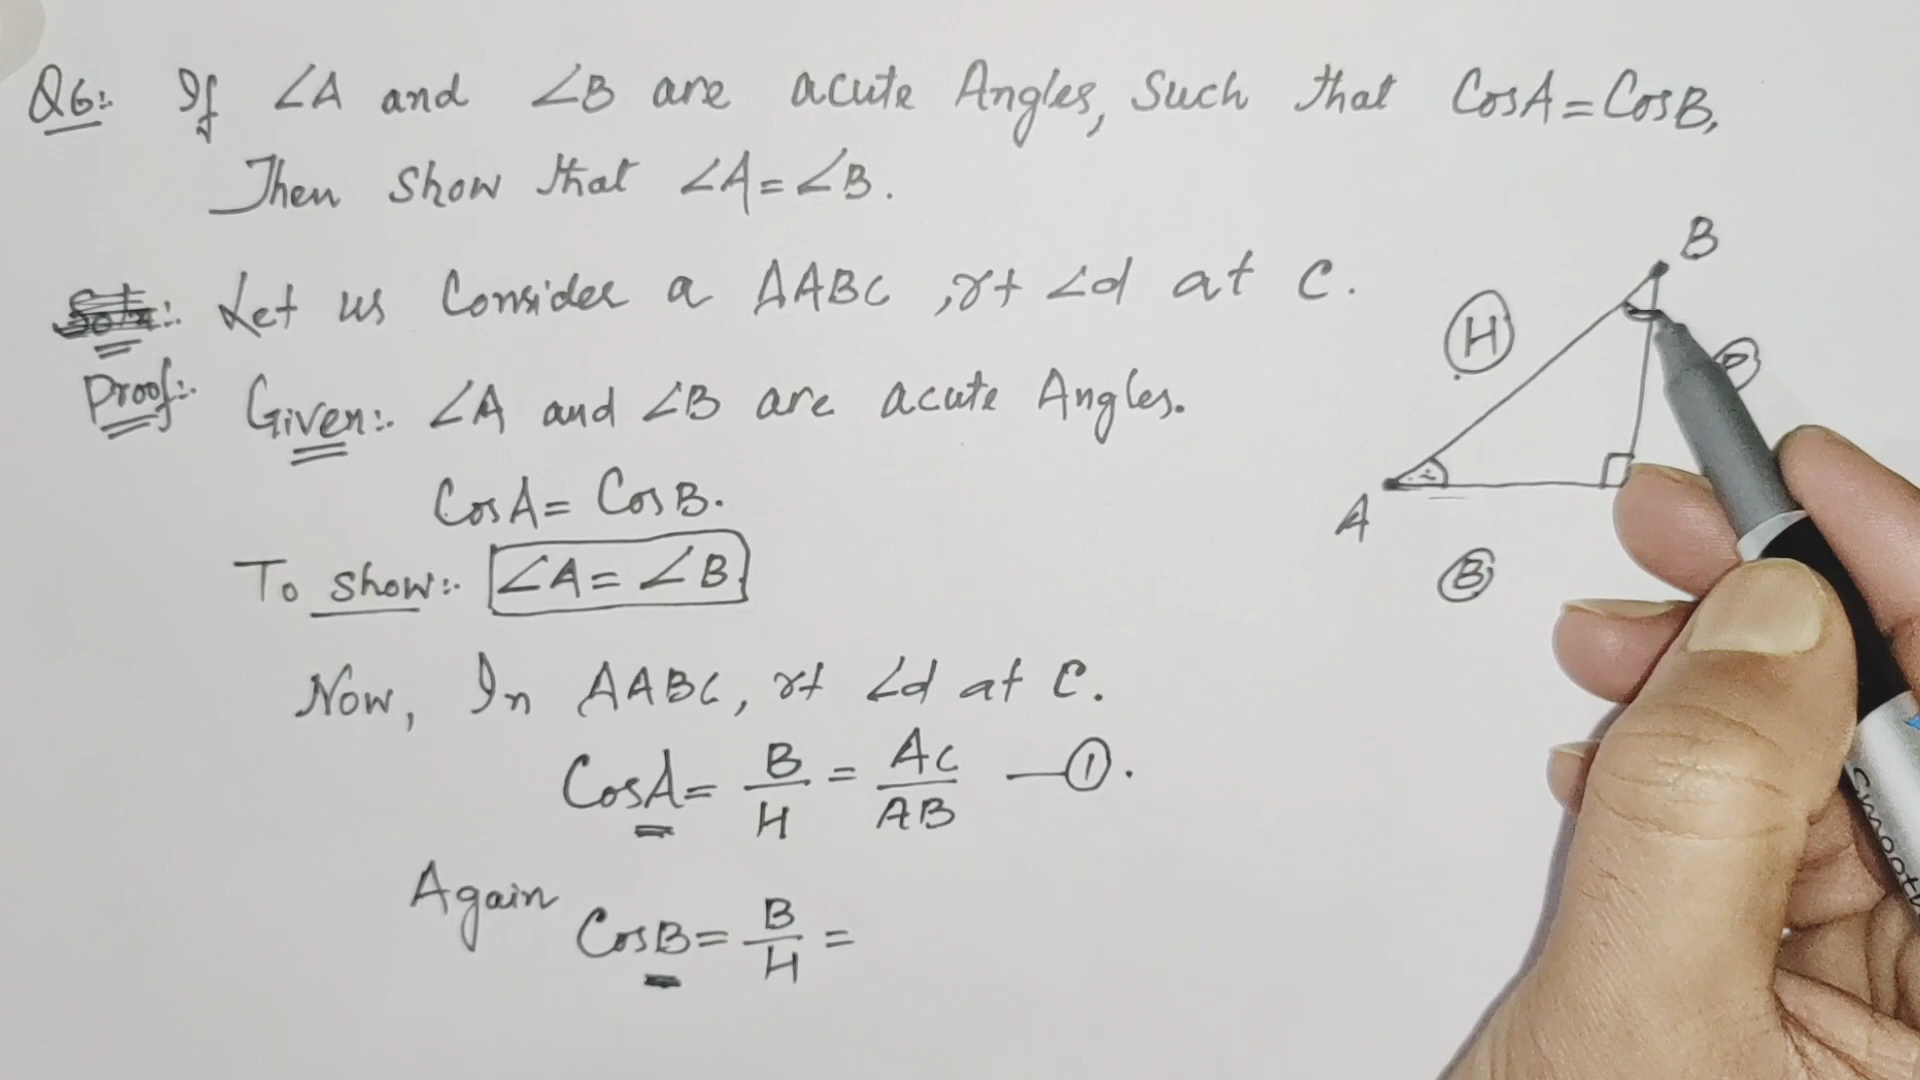 Q6:. If ∠A and ∠B are acute Angles, Such that CosA = CosB,
Then Show that ∠A = ∠B.
Let us Consider a ΔABC, rt ∠d at C.
Proof:. Given:. ∠A and ∠B are acute Angles.
CosA = CosB.
To show:. ∠A = ∠B
Now, In ΔABC, rt ∠d at C.
CosA = B/H = AC/AB — ①.
Again CosB = B/H =
B
H
A
B
Smooth